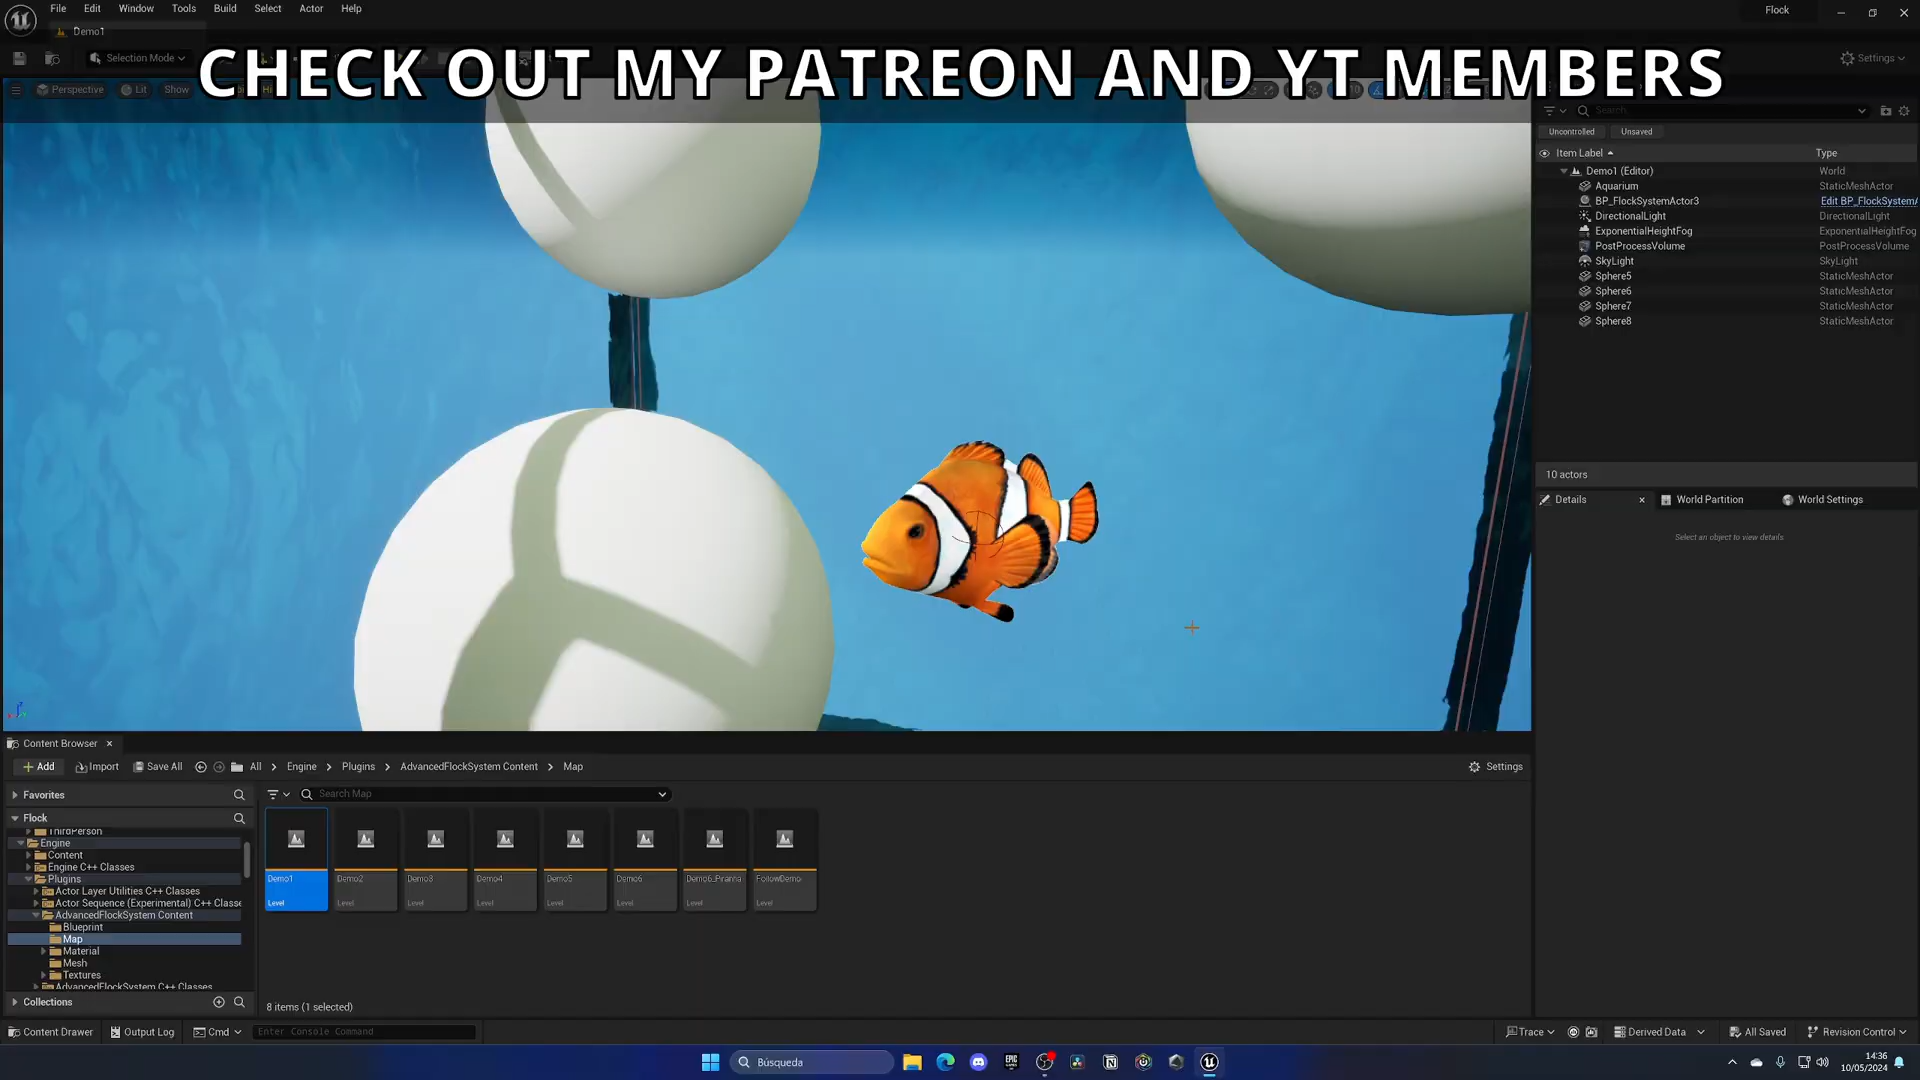 File Edit Window Tools Build Select Actor Help
Flock
Demo1
Selection Mode
Settings
CHECK OUT MY PATREON AND YT MEMBERS
Perspective Lit Show
Search...
Uncontrolled Unsaved
Item Label Type
Demo1 (Editor) World
Aquarium StaticMeshActor
BP_FlockSystemActor3 Edit BP_FlockSystemA
DirectionalLight DirectionalLight
ExponentialHeightFog ExponentialHeightFog
PostProcessVolume PostProcessVolume
SkyLight SkyLight
Sphere5 StaticMeshActor
Sphere6 StaticMeshActor
Sphere7 StaticMeshActor
Sphere8 StaticMeshActor
10 actors
Details World Partition World Settings
Select an object to view details.
Content Browser
Add Import Save All All Engine Plugins AdvancedFlockSystem Content Map Settings
Favorites
Search Map
Flock
ThirdPerson
Engine
Content
Engine C++ Classes
Plugins
Actor Layer Utilities C++ Classes
Actor Sequence (Experimental) C++ Classe
AdvancedFlockSystem Content
Blueprint
Map
Material
Mesh
Textures
AdvancedFlockSystem C++ Classes
Collections
Demo1 Demo2 Demo3 Demo4 Demo5 Demo6 Demo6_Piranha FollowDemo
Level Level Level Level Level Level Level Level
8 items (1 selected)
Content Drawer Output Log Cmd Enter Console Command
Trace Derived Data All Saved Revision Control
Búsqueda
EPIC GAMES
14:36
10/05/2024